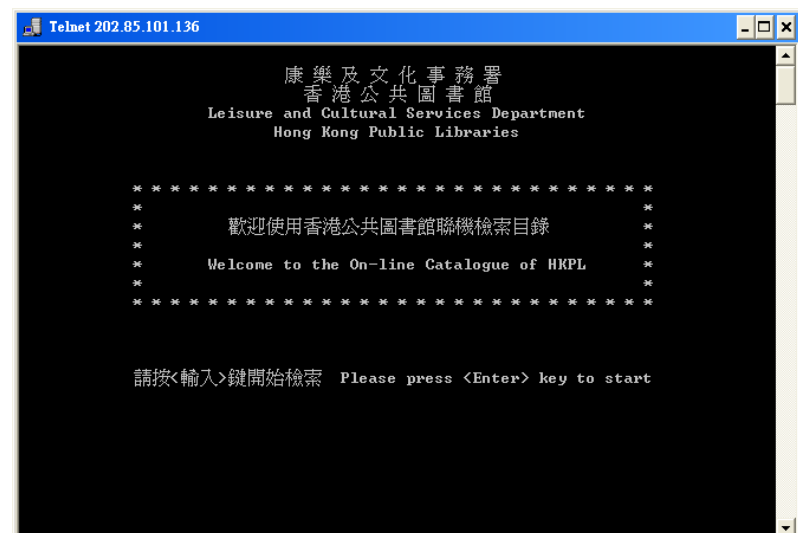 Telnet 202.85.101.136
康樂及文化事務署
香港公共圖書館
Leisure and Cultural Services Department
Hong Kong Public Libraries
* * * * * * * * * * * * * * * * * * * * * * * * * * * *
* *
* 歡迎使用香港公共圖書館聯機檢索目錄 *
* *
* Welcome to the On-line Catalogue of HKPL *
* *
* * * * * * * * * * * * * * * * * * * * * * * * * * * *
請按<輸入>鍵開始檢索 Please press <Enter> key to start